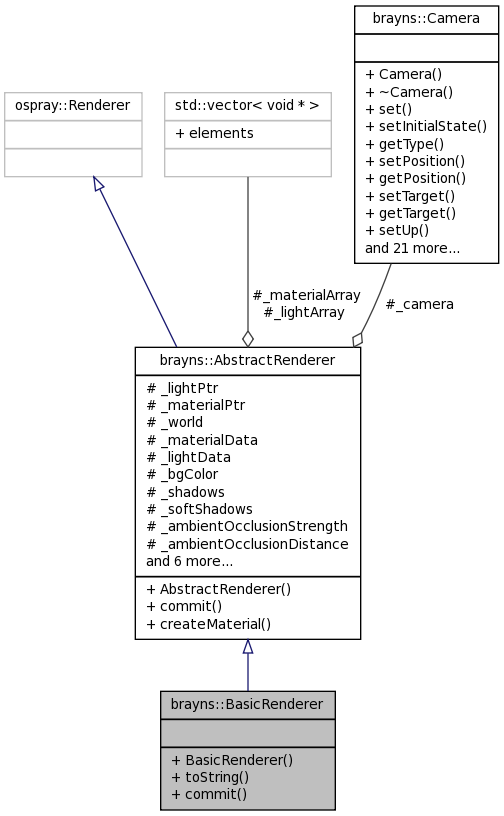 brayns::Camera
+ Camera()
+ ~Camera()
+ set()
+ setInitialState()
+ getType()
+ setPosition()
+ getPosition()
+ setTarget()
+ getTarget()
+ setUp()
and 21 more...
ospray::Renderer
std::vector< void * >
+ elements
#_materialArray
#_lightArray
#_camera
brayns::AbstractRenderer
# _lightPtr
# _materialPtr
# _world
# _materialData
# _lightData
# _bgColor
# _shadows
# _softShadows
# _ambientOcclusionStrength
# _ambientOcclusionDistance
and 6 more...
+ AbstractRenderer()
+ commit()
+ createMaterial()
brayns::BasicRenderer
+ BasicRenderer()
+ toString()
+ commit()